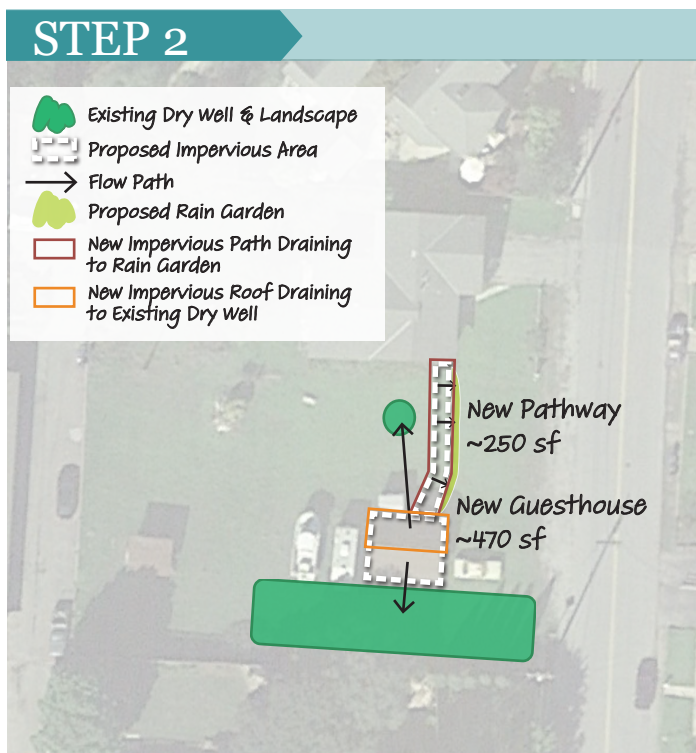 STEP 2
Existing Dry Well & Landscape
Proposed Impervious Area
Flow Path
Proposed Rain Garden
New Impervious Path Draining
to Rain Garden
New Impervious Roof Draining
to Existing Dry Well
New Pathway
~250 sf
New Guesthouse
~470 sf